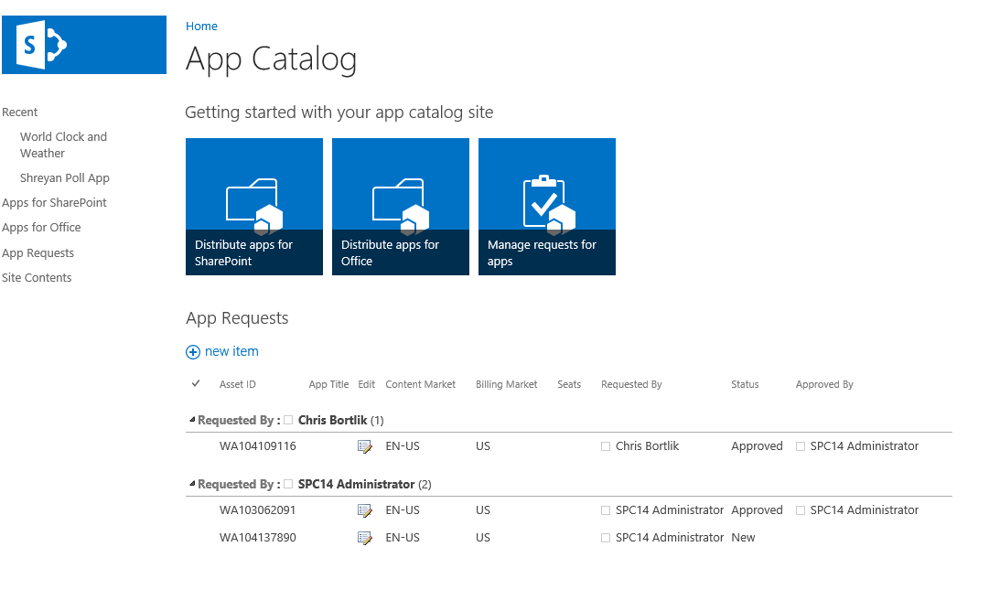 S
Home
App Catalog
Recent
World Clock and
Weather
Shreyan Poll App
Apps for SharePoint
Apps for Office
App Requests
Site Contents
Getting started with your app catalog site
Distribute apps for
SharePoint
Distribute apps for
Office
Manage requests for
apps
App Requests
new item
Asset ID App Title Edit Content Market Billing Market Seats Requested By Status Approved By
Requested By : Chris Bortlik (1)
WA104109116 EN-US US Chris Bortlik Approved SPC14 Administrator
Requested By : SPC14 Administrator (2)
WA103062091 EN-US US SPC14 Administrator Approved SPC14 Administrator
WA104137890 EN-US US SPC14 Administrator New